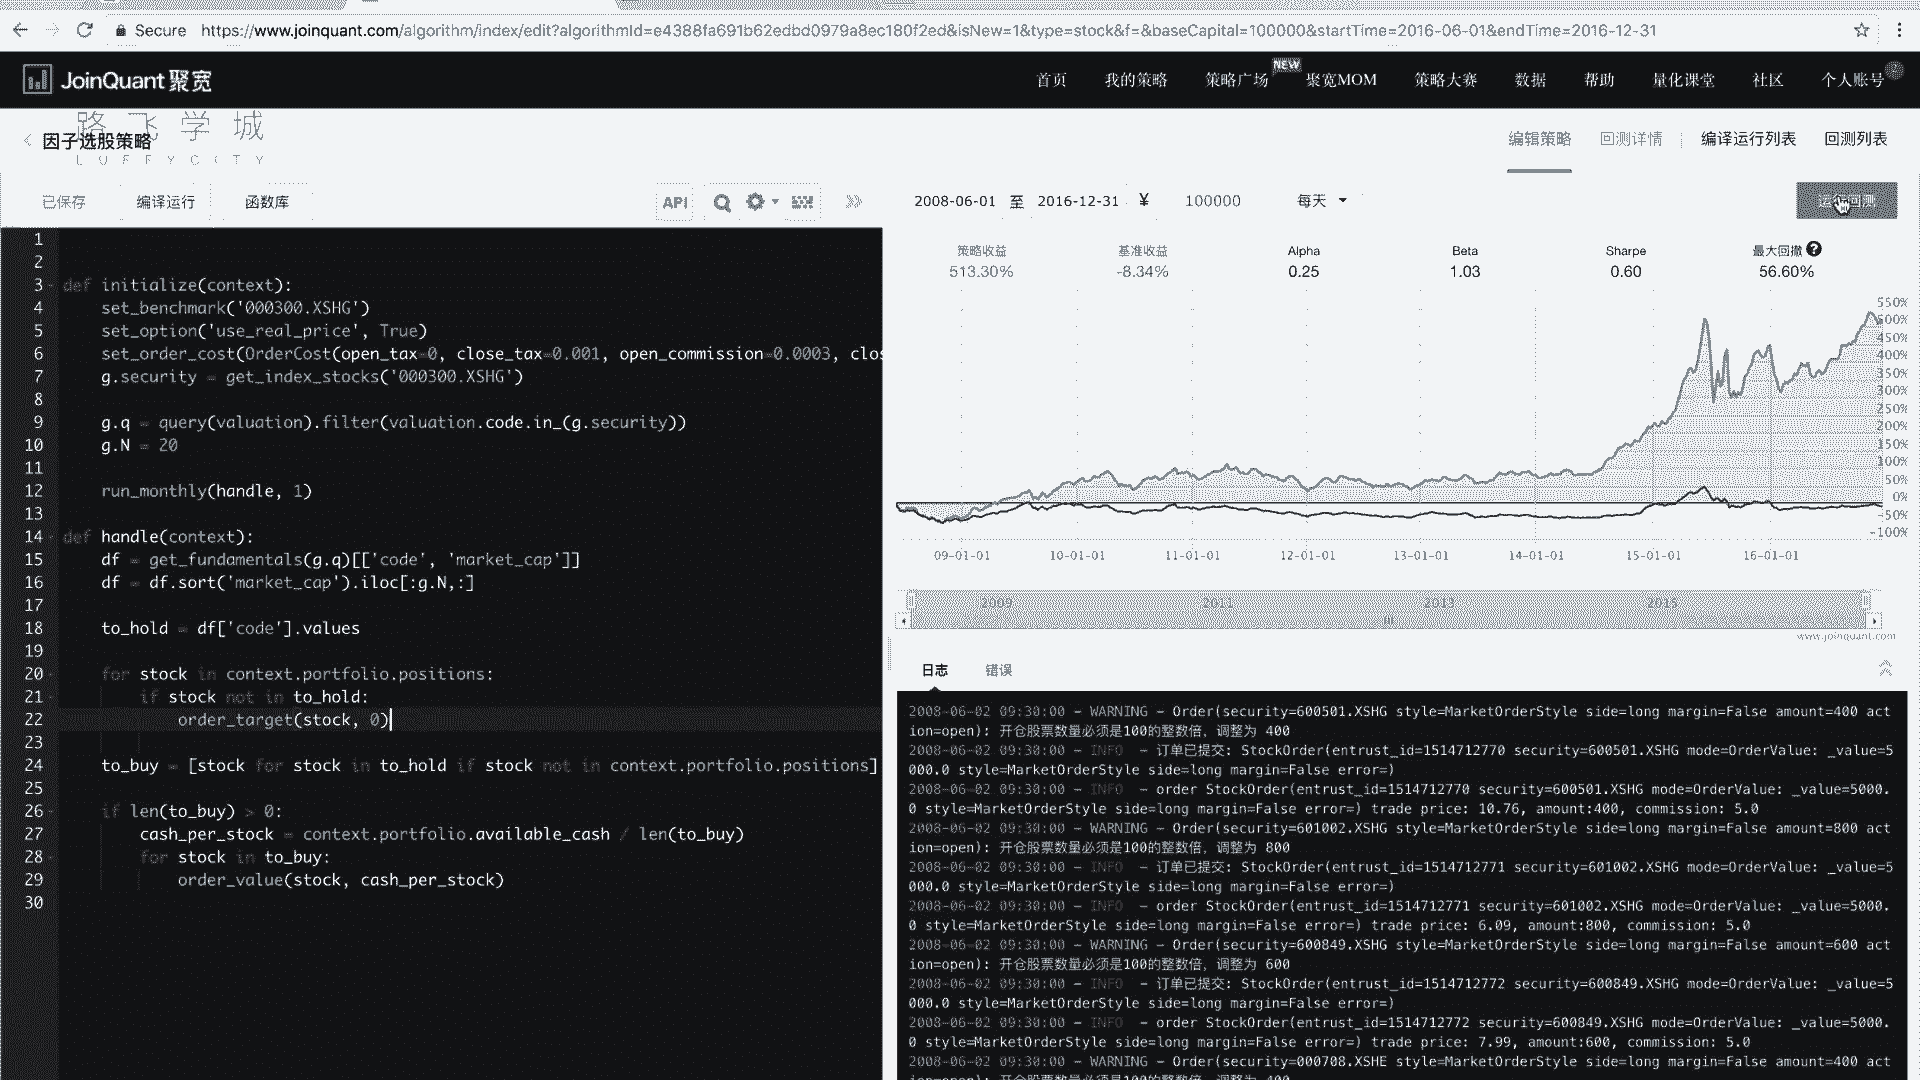 Secure https://www.joinquant.com/algorithm/index/edit?algorithmId=e4388fa691b62edbd0979a8ec180f2ed&isNew=1&type=stock&f=&baseCapital=100000&startTime=2016-06-01&endTime=2016-12-31
JoinQuant 聚宽 首页 我的策略 策略广场 NEW 聚宽MOM 策略大赛 数据 帮助 量化课堂 社区 个人账号
路飞学城
因子选股策略
LUFFYCITY
编辑策略 回测详情 编译运行列表 回测列表
已保存 编译运行 函数库 API
2008-06-01 至 2016-12-31 ¥ 100000 每天
策略收益 基准收益 Alpha Beta Sharpe 最大回撤
513.30% -8.34% 0.25 1.03 0.60 56.60%
1
2
3 def initialize(context):
4 set_benchmark('000300.XSHG')
5 set_option('use_real_price', True)
6 set_order_cost(OrderCost(open_tax=0, close_tax=0.001, open_commission=0.0003, clos
7 g.security = get_index_stocks('000300.XSHG')
8
9 g.q = query(valuation).filter(valuation.code.in_(g.security))
10 g.N = 20
11
12 run_monthly(handle, 1)
13
14 def handle(context):
15 df = get_fundamentals(g.q)[['code', 'market_cap']]
16 df = df.sort('market_cap').iloc[:g.N,:]
17
18 to_hold = df['code'].values
19
20 for stock in context.portfolio.positions:
21 if stock not in to_hold:
22 order_target(stock, 0)
23
24 to_buy = [stock for stock in to_hold if stock not in context.portfolio.positions]
25
26 if len(to_buy) > 0:
27 cash_per_stock = context.portfolio.available_cash / len(to_buy)
28 for stock in to_buy:
29 order_value(stock, cash_per_stock)
30
550%
500%
450%
400%
350%
300%
250%
200%
150%
100%
50%
0%
-50%
-100%
09-01-01 10-01-01 11-01-01 12-01-01 13-01-01 14-01-01 15-01-01 16-01-01
2009 2011 2013 2015
www.joinquant.com
日志 错误
2008-06-02 09:30:00 - WARNING - Order(security=600501.XSHG style=MarketOrderStyle side=long margin=False amount=400 act
ion=open): 开仓股票数量必须是100的整数倍，调整为 400
2008-06-02 09:30:00 - INFO - 订单已提交: StockOrder(entrust_id=1514712770 security=600501.XSHG mode=OrderValue: _value=5
000.0 style=MarketOrderStyle side=long margin=False error=)
2008-06-02 09:30:00 - INFO - order StockOrder(entrust_id=1514712770 security=600501.XSHG mode=OrderValue: _value=5000.
0 style=MarketOrderStyle side=long margin=False error=) trade price: 10.76, amount:400, commission: 5.0
2008-06-02 09:30:00 - WARNING - Order(security=601002.XSHG style=MarketOrderStyle side=long margin=False amount=800 act
ion=open): 开仓股票数量必须是100的整数倍，调整为 800
2008-06-02 09:30:00 - INFO - 订单已提交: StockOrder(entrust_id=1514712771 security=601002.XSHG mode=OrderValue: _value=5
000.0 style=MarketOrderStyle side=long margin=False error=)
2008-06-02 09:30:00 - INFO - order StockOrder(entrust_id=1514712771 security=601002.XSHG mode=OrderValue: _value=5000.
0 style=MarketOrderStyle side=long margin=False error=) trade price: 6.09, amount:800, commission: 5.0
2008-06-02 09:30:00 - WARNING - Order(security=600849.XSHG style=MarketOrderStyle side=long margin=False amount=600 act
ion=open): 开仓股票数量必须是100的整数倍，调整为 600
2008-06-02 09:30:00 - INFO - 订单已提交: StockOrder(entrust_id=1514712772 security=600849.XSHG mode=OrderValue: _value=5
000.0 style=MarketOrderStyle side=long margin=False error=)
2008-06-02 09:30:00 - INFO - order StockOrder(entrust_id=1514712772 security=600849.XSHG mode=OrderValue: _value=5000.
0 style=MarketOrderStyle side=long margin=False error=) trade price: 7.99, amount:600, commission: 5.0
2008-06-02 09:30:00 - WARNING - Order(security=000708.XSHE style=MarketOrderStyle side=long margin=False amount=400 act